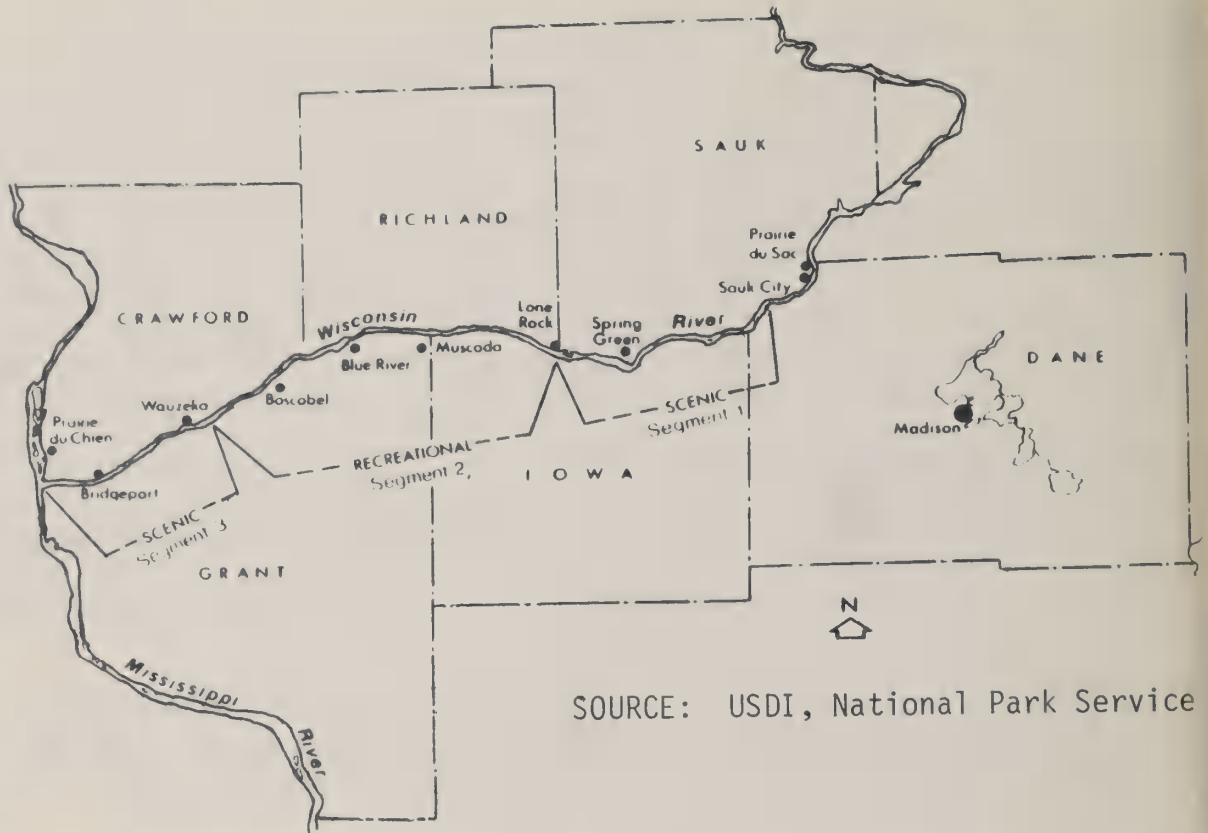 SAUK
RICHLAND
Prairie
du Sac
Sauk City
CRAWFORD
Wisconsin
River
Lone
Rock
Spring
Green
Blue River
Muscoda
DANE
Madison
Boscobel
Wauzeka
Prairie
du Chien
Bridgeport
SCENIC
Segment 1
RECREATIONAL
Segment 2,
IOWA
SCENIC
Segment 3
GRANT
N
Mississippi
River
SOURCE: USDI, National Park Service